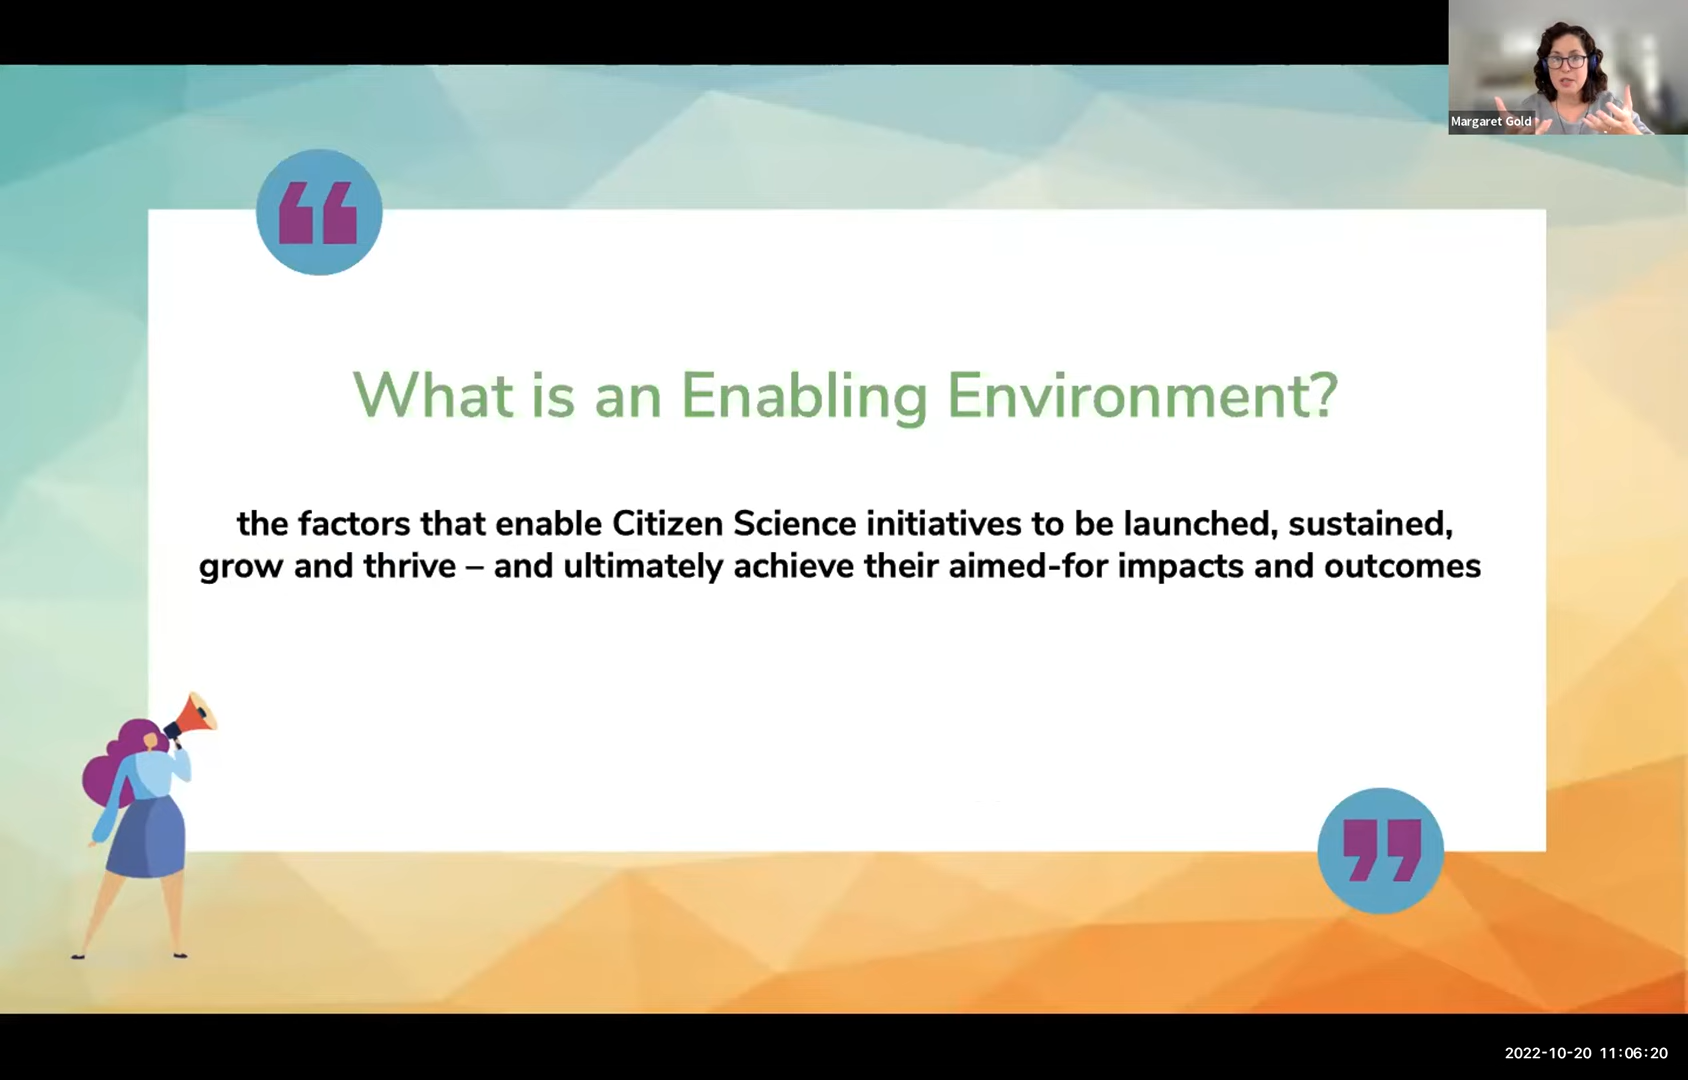 Margaret Gold
“
What is an Enabling Environment?
the factors that enable Citizen Science initiatives to be launched, sustained,
grow and thrive – and ultimately achieve their aimed-for impacts and outcomes
”
2022-10-20 11:06:20